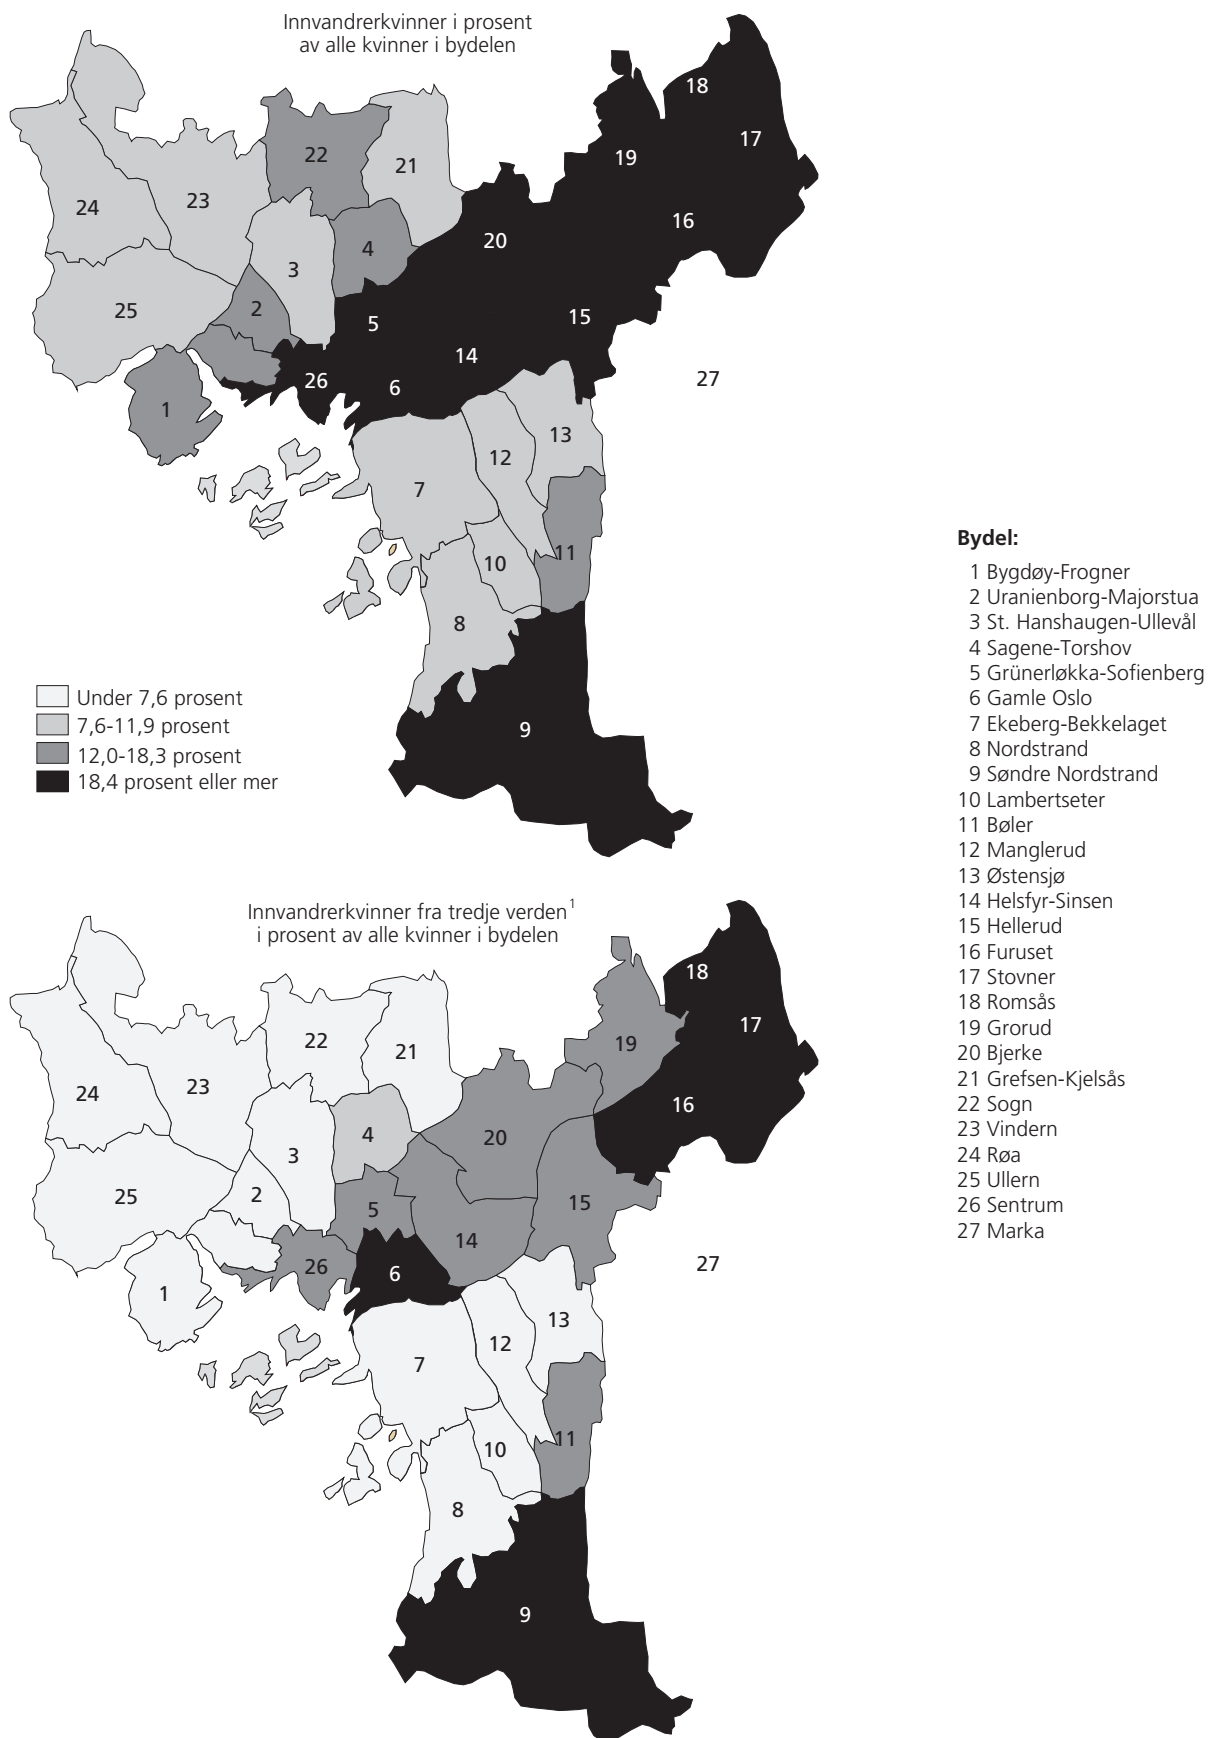 Innvandrerkvinner i prosent
av alle kvinner i bydelen
18
17
19
22
21
16
24
23
20
4
3
2
25
5
15
14
26
6
27
1
13
12
7
11
10
8
9
Under 7,6 prosent
7,6-11,9 prosent
12,0-18,3 prosent
18,4 prosent eller mer
Bydel:
1 Bygdøy-Frogner
2 Uranienborg-Majorstua
3 St. Hanshaugen-Ullevål
4 Sagene-Torshov
5 Grünerløkka-Sofienberg
6 Gamle Oslo
7 Ekeberg-Bekkelaget
8 Nordstrand
9 Søndre Nordstrand
10 Lambertseter
11 Bøler
12 Manglerud
13 Østensjø
14 Helsfyr-Sinsen
15 Hellerud
16 Furuset
17 Stovner
18 Romsås
19 Grorud
20 Bjerke
21 Grefsen-Kjelsås
22 Sogn
23 Vindern
24 Røa
25 Ullern
26 Sentrum
27 Marka
Innvandrerkvinner fra tredje verden1
i prosent av alle kvinner i bydelen
18
17
22
21
19
24
23
16
4
20
3
25
2
15
5
14
26
6
27
1
13
12
7
11
10
8
9